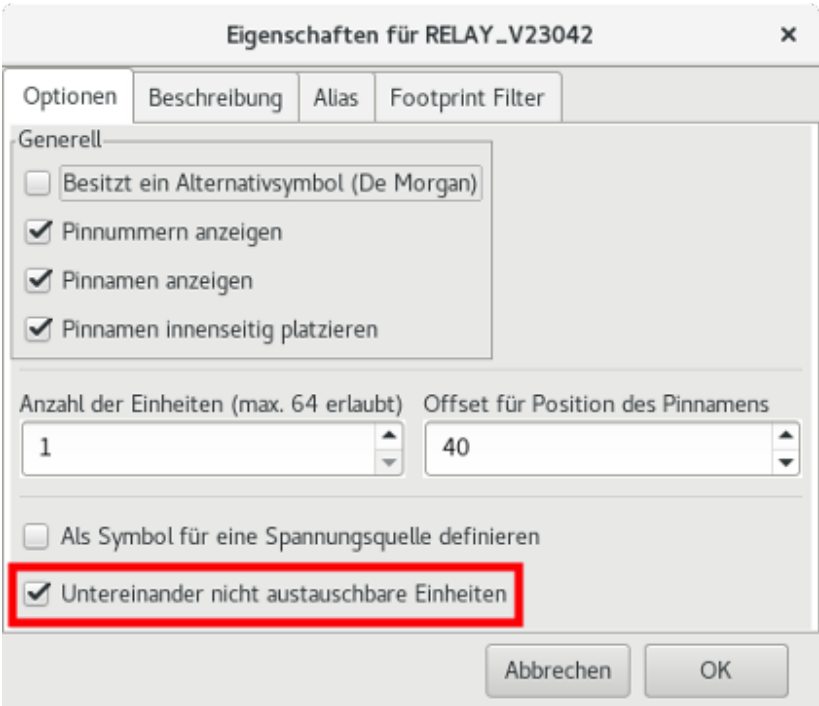 Eigenschaften für RELAY_V23042 ×
Optionen Beschreibung Alias Footprint Filter
Generell
Besitzt ein Alternativsymbol (De Morgan)
Pinnummern anzeigen
Pinnamen anzeigen
Pinnamen innenseitig platzieren
Anzahl der Einheiten (max. 64 erlaubt) Offset für Position des Pinnamens
1 40
Als Symbol für eine Spannungsquelle definieren
Untereinander nicht austauschbare Einheiten
Abbrechen OK